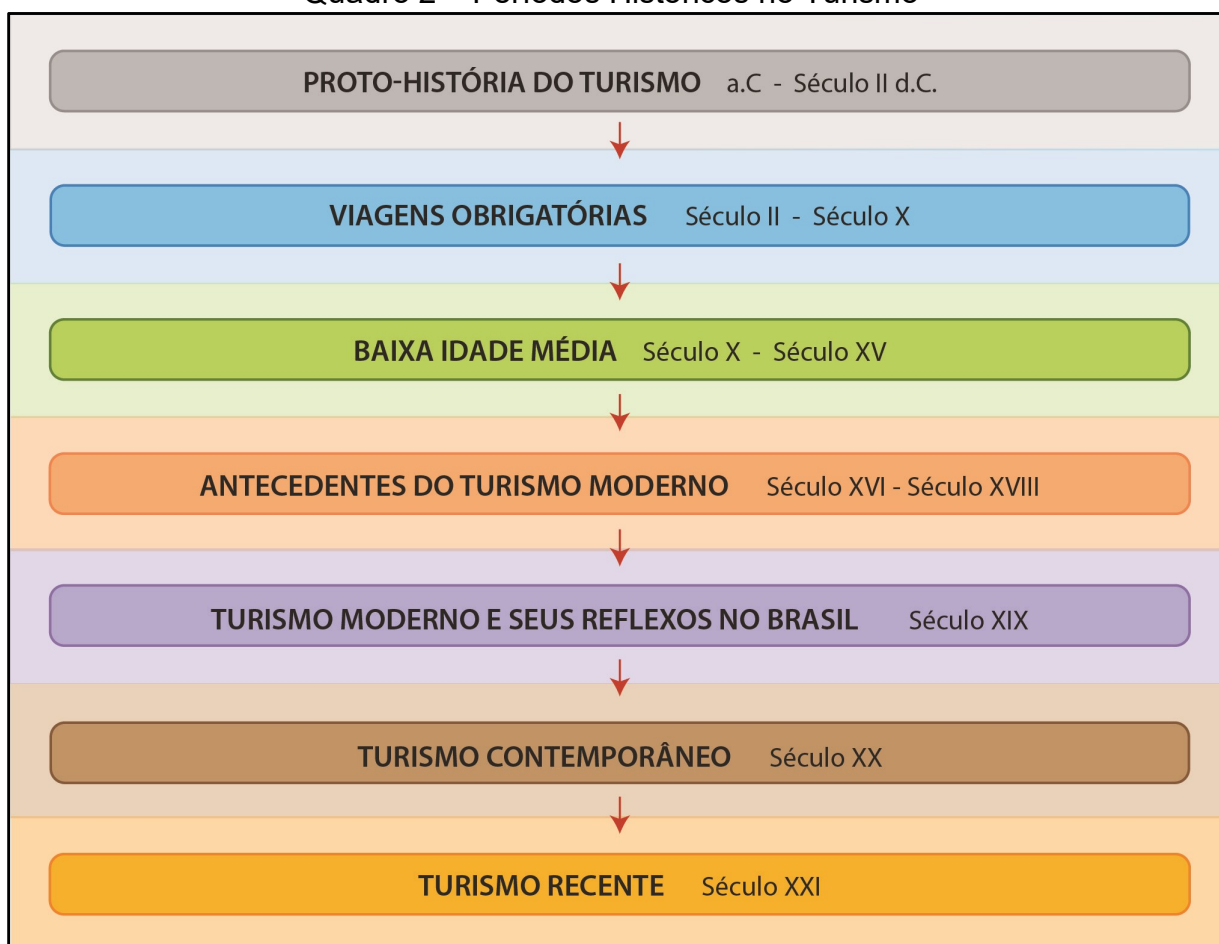 Quadro 2 – Períodos Históricos no Turismo
PROTO-HISTÓRIA DO TURISMO a.C - Século II d.C.
VIAGENS OBRIGATÓRIAS Século II - Século X
BAIXA IDADE MÉDIA Século X - Século XV
ANTECEDENTES DO TURISMO MODERNO Século XVI - Século XVIII
TURISMO MODERNO E SEUS REFLEXOS NO BRASIL Século XIX
TURISMO CONTEMPORÂNEO Século XX
TURISMO RECENTE Século XXI